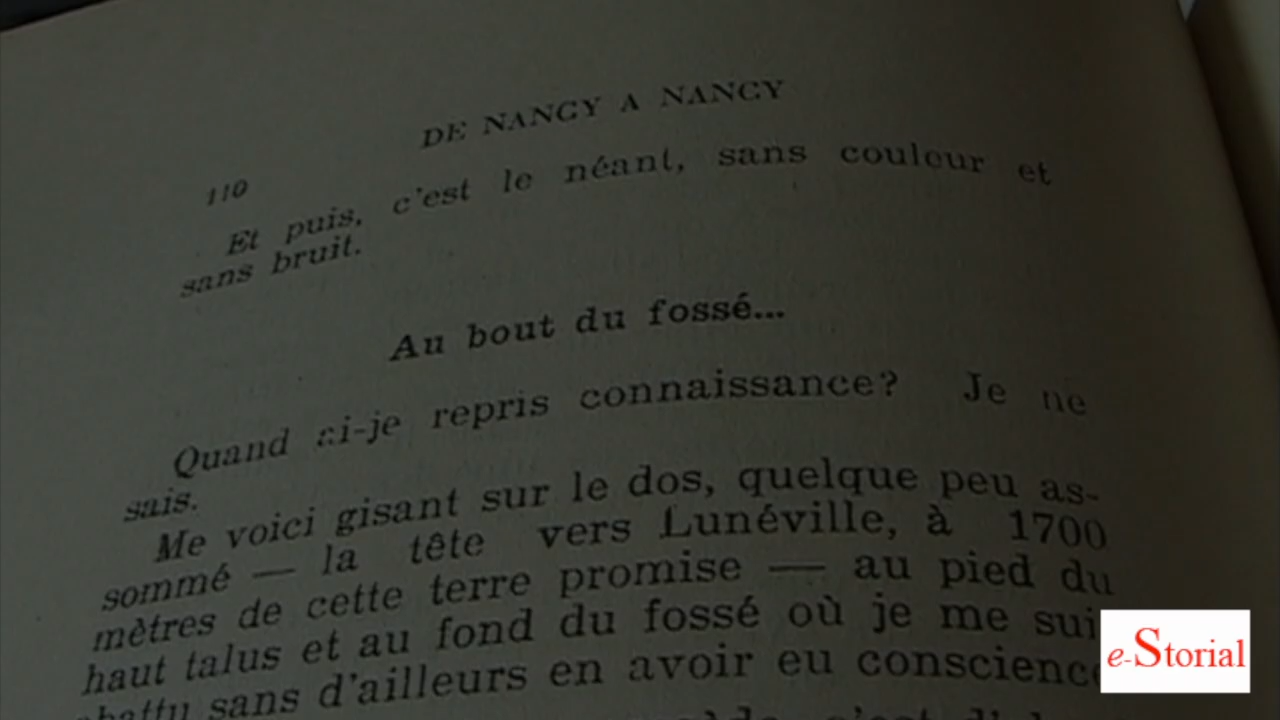 DE NANCY A NANCY
110
Et puis, c'est le néant, sans couleur et
sans bruit.
Au bout du fossé...
Quand ai-je repris connaissance? Je ne
sais.
Me voici gisant sur le dos, quelque peu as-
sommé — la tête vers Lunéville, à 1700
mètres de cette terre promise — au pied du
haut talus et au fond du fossé où je me sui
sans d'ailleurs en avoir eu conscience
e-Storial